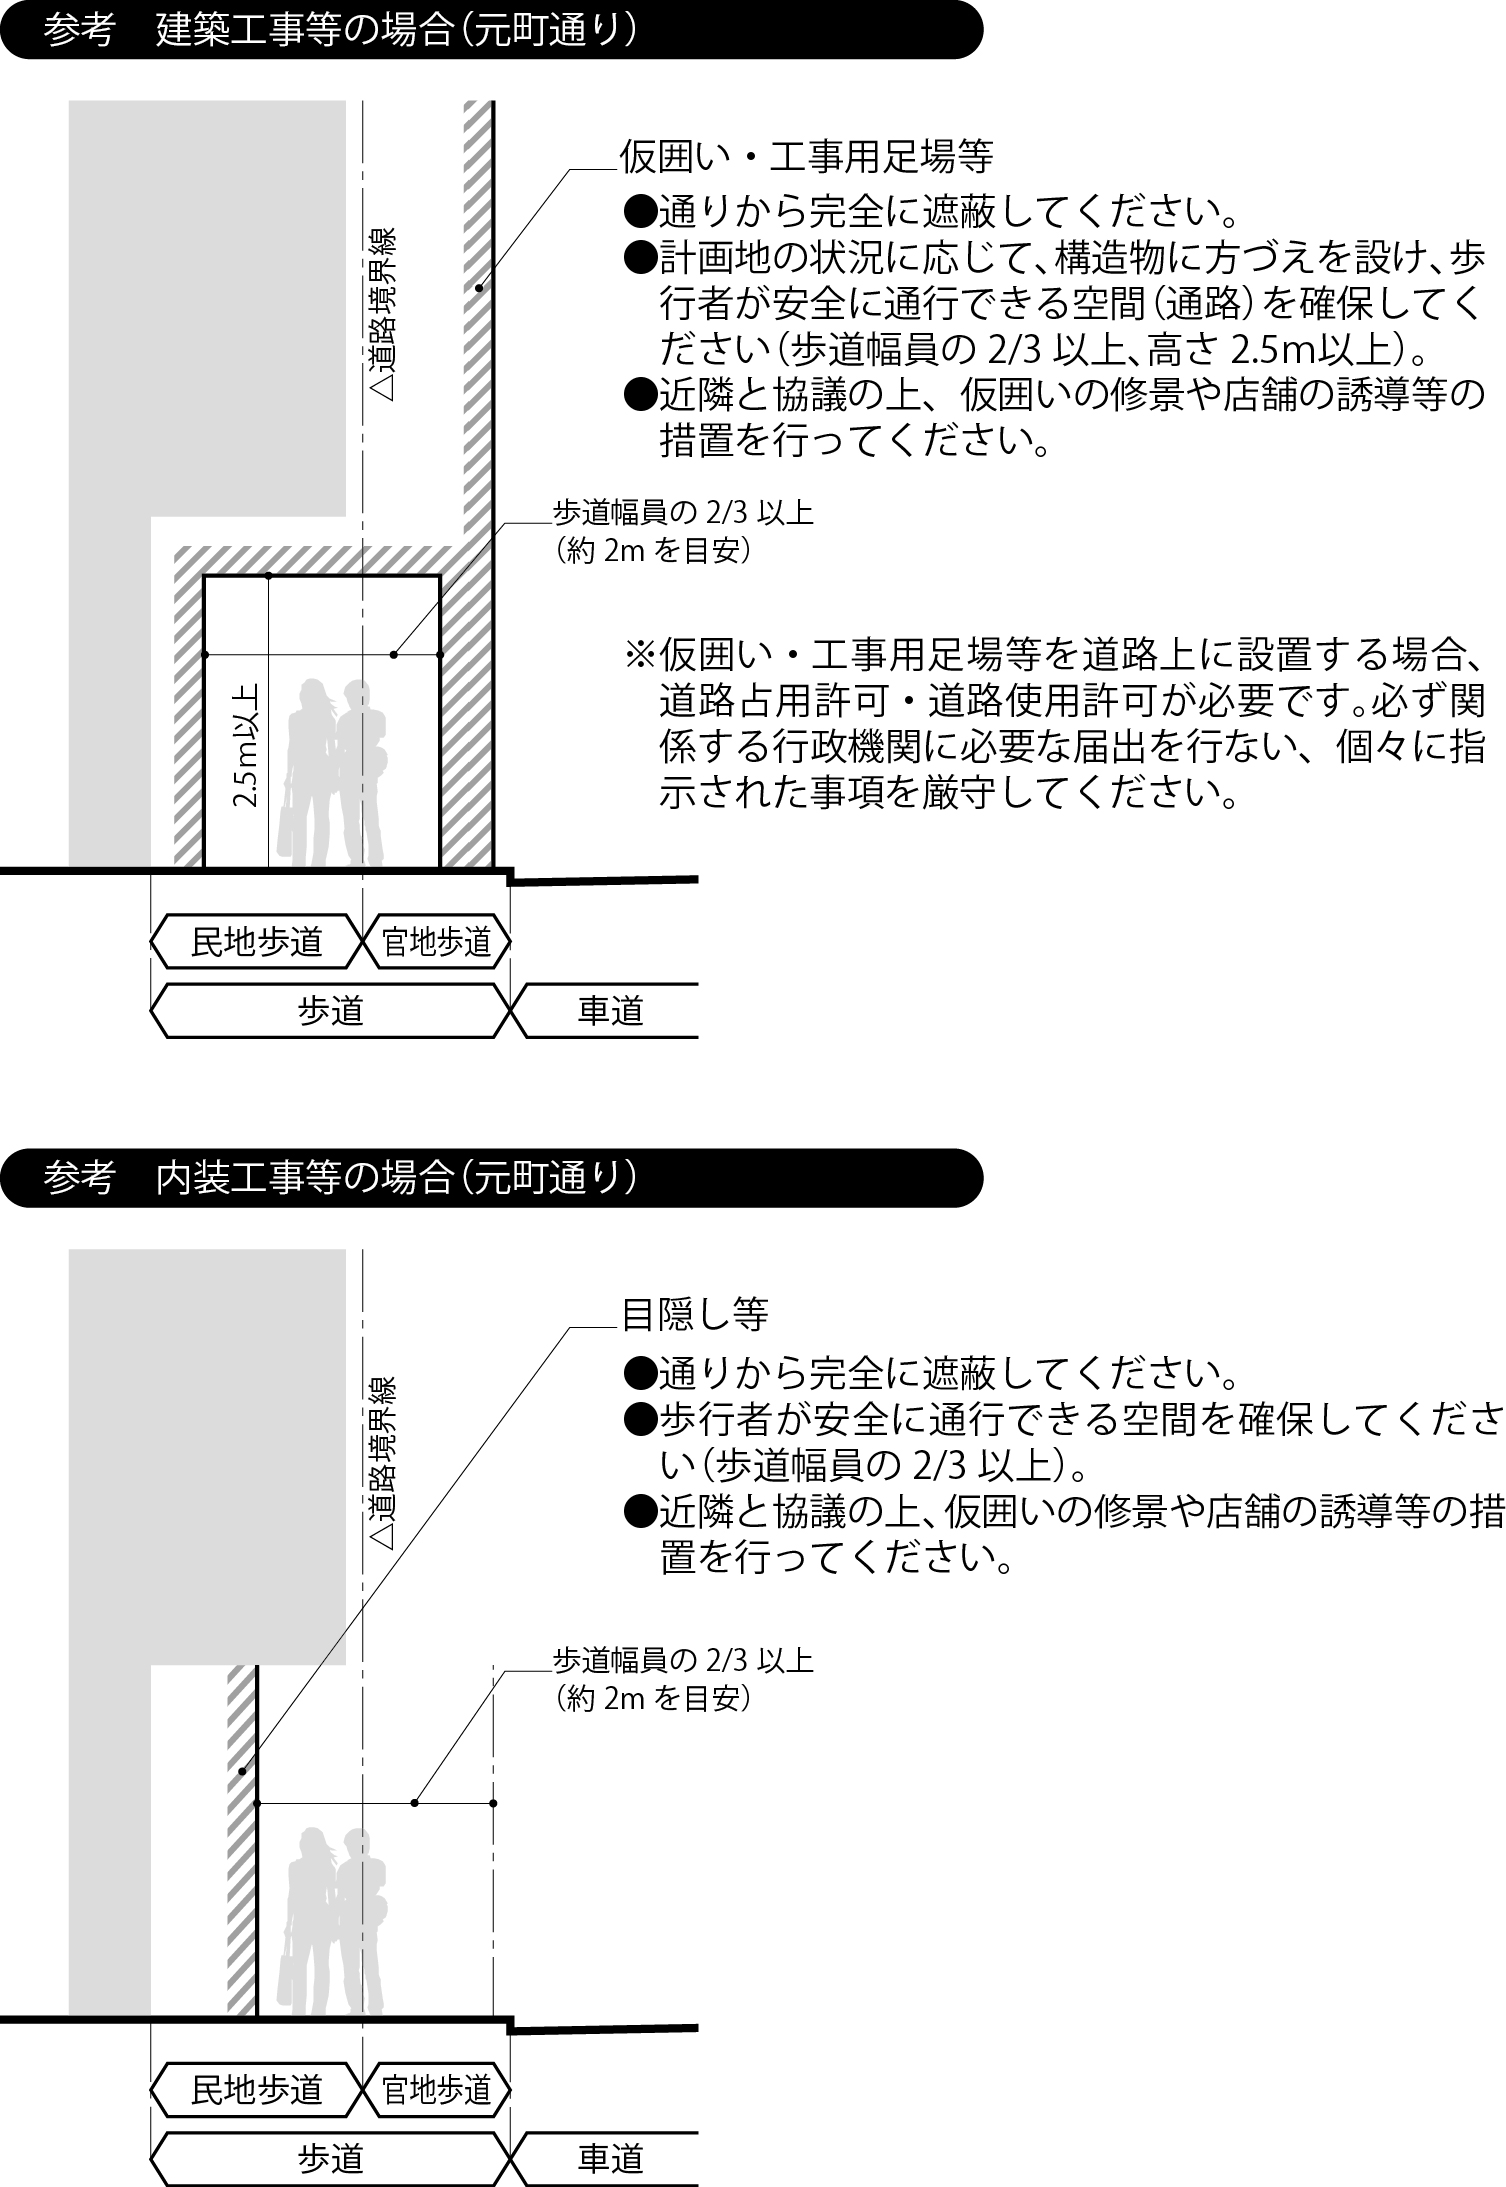 参考　建築工事等の場合（元町通り）
仮囲い・工事用足場等
●通りから完全に遮蔽してください。
●計画地の状況に応じて、構造物に方づえを設け、歩
行者が安全に通行できる空間（通路）を確保してく
ださい（歩道幅員の 2/3 以上、高さ 2.5m以上）。
●近隣と協議の上、仮囲いの修景や店舗の誘導等の
措置を行ってください。
△道路境界線
歩道幅員の 2/3 以上
（約 2m を目安）
※仮囲い・工事用足場等を道路上に設置する場合、
道路占用許可・道路使用許可が必要です。必ず関
係する行政機関に必要な届出を行ない、個々に指
示された事項を厳守してください。
2.5m以上
民地歩道
官地歩道
歩道
車道
参考　内装工事等の場合（元町通り）
目隠し等
●通りから完全に遮蔽してください。
●歩行者が安全に通行できる空間を確保してくださ
い（歩道幅員の 2/3 以上）。
●近隣と協議の上、仮囲いの修景や店舗の誘導等の措
置を行ってください。
△道路境界線
歩道幅員の 2/3 以上
（約 2m を目安）
民地歩道
官地歩道
歩道
車道